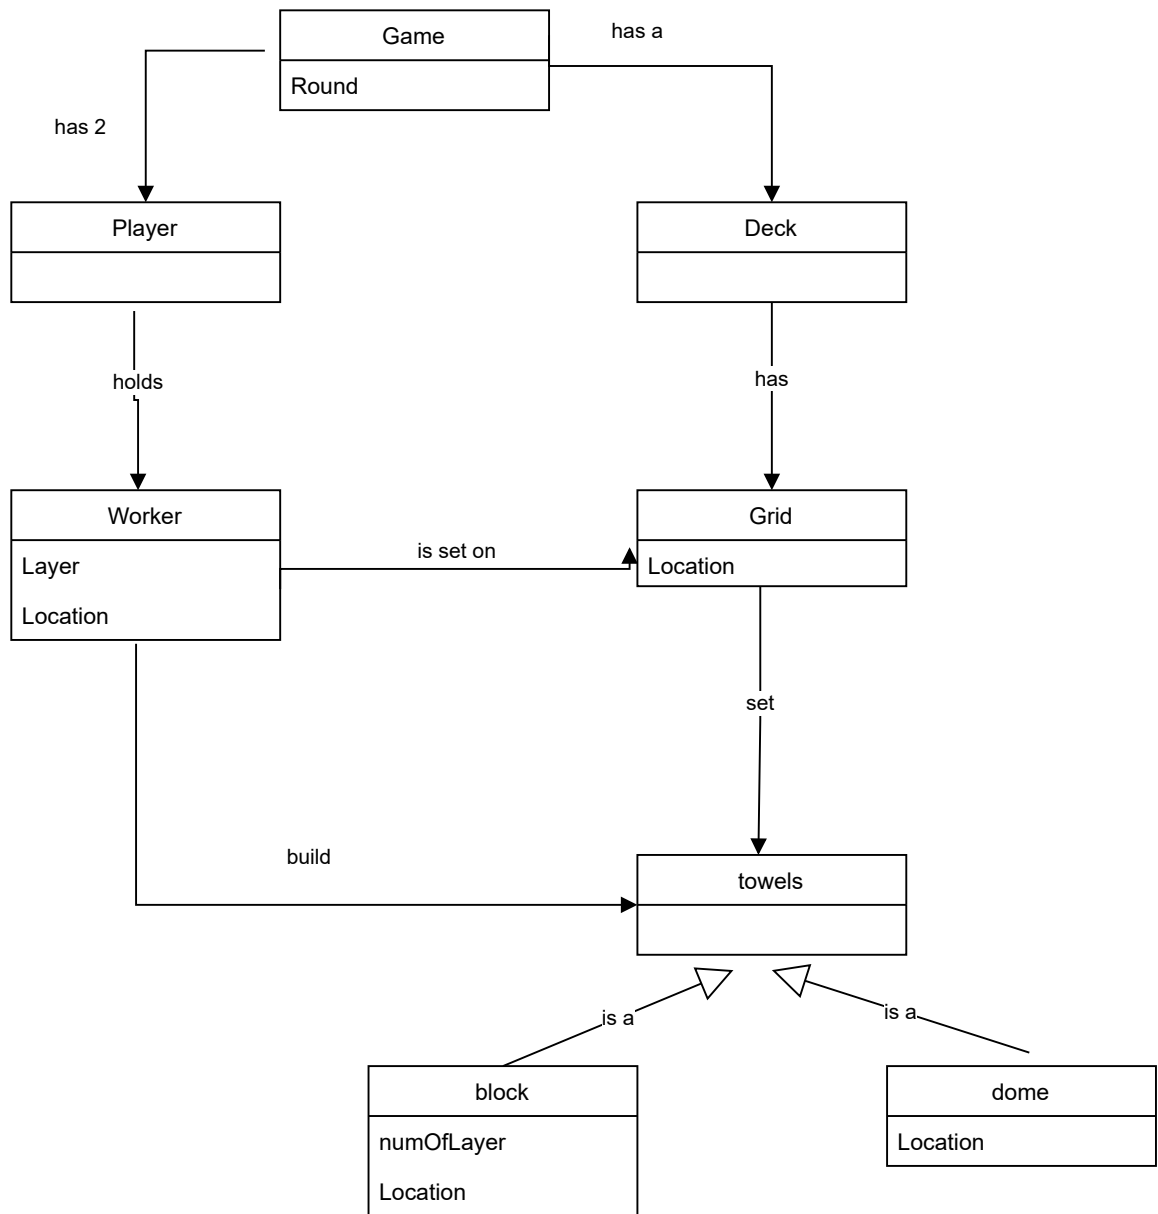 Game
has a
Round
has 2
Player
Deck
holds
has
Worker
Grid
Layer
is set on
Location
Location
set
build
towels
is a
is a
block
dome
numOfLayer
Location
Location